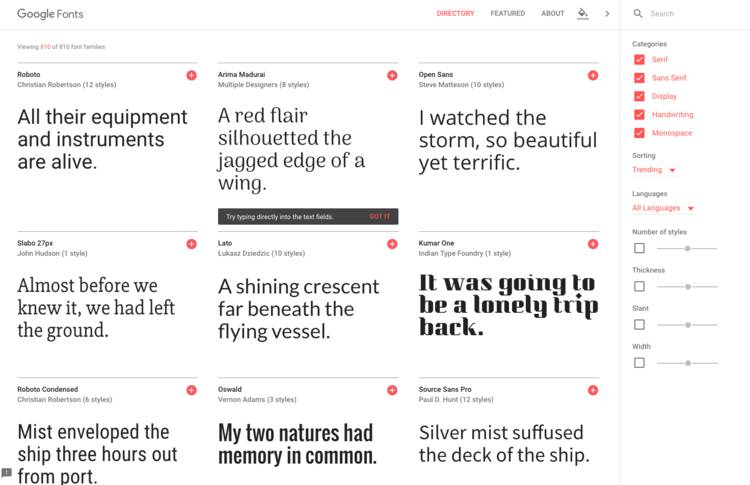 Google Fonts
DIRECTORY
FEATURED
ABOUT
Search
Viewing 810 of 810 font families
Roboto
Christian Robertson (12 styles)
All their equipment
and instruments
are alive.
Arima Madurai
Multiple Designers (8 styles)
A red flair
silhouetted the
jagged edge of a
wing.
Try typing directly into the text fields.
GOT IT
Open Sans
Steve Matteson (10 styles)
I watched the
storm, so beautiful
yet terrific.
Slabo 27px
John Hudson (1 style)
Almost before we
knew it, we had left
the ground.
Lato
Łukasz Dziedzic (10 styles)
A shining crescent
far beneath the
flying vessel.
Kumar One
Indian Type Foundry (1 style)
It was going to
be a lonely trip
back.
Roboto Condensed
Christian Robertson (6 styles)
Mist enveloped the
ship three hours out
from port.
Oswald
Vernon Adams (3 styles)
My two natures had
memory in common.
Source Sans Pro
Paul D. Hunt (12 styles)
Silver mist suffused
the deck of the ship.
Categories
Serif
Sans Serif
Display
Handwriting
Monospace
Sorting
Trending
Languages
All Languages
Number of styles
Thickness
Slant
Width